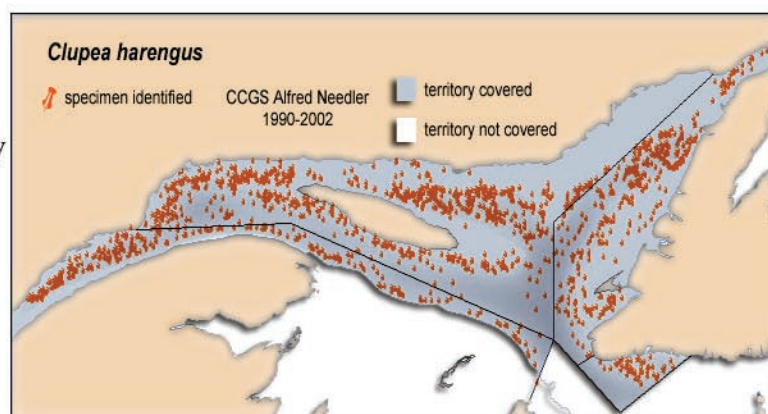 Clupea harengus
specimen identified
CCGS Alfred Needler
1990-2002
territory covered
territory not covered
y